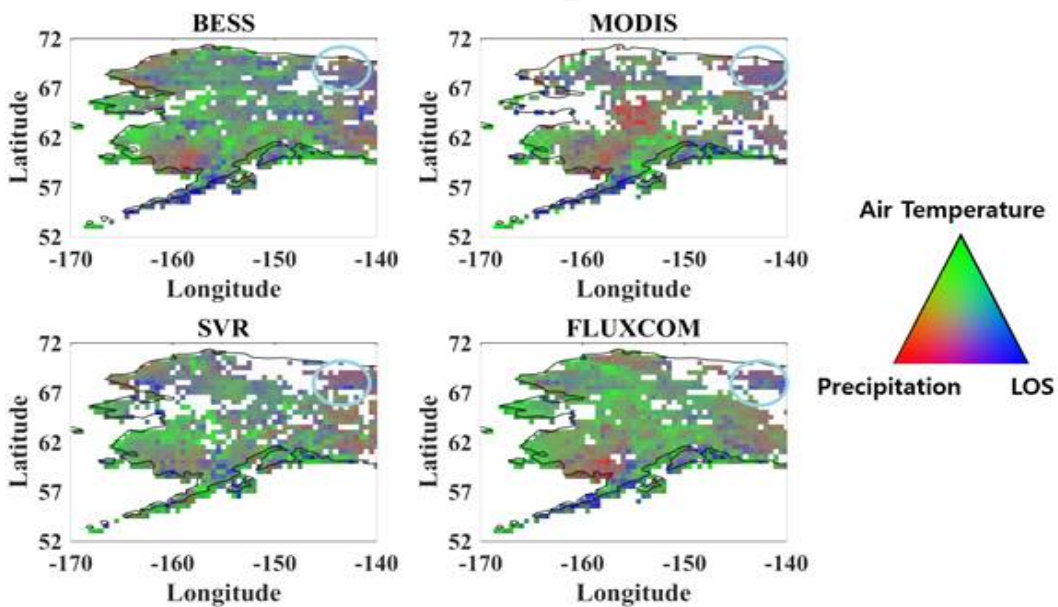 BESS
MODIS
72
67
62
57
52
Latitude
-170 -160 -150 -140
Longitude
72
67
62
57
52
Latitude
-170 -160 -150 -140
Longitude
SVR
FLUXCOM
72
67
62
57
52
Latitude
-170 -160 -150 -140
Longitude
72
67
62
57
52
Latitude
-170 -160 -150 -140
Longitude
Air Temperature
Precipitation LOS